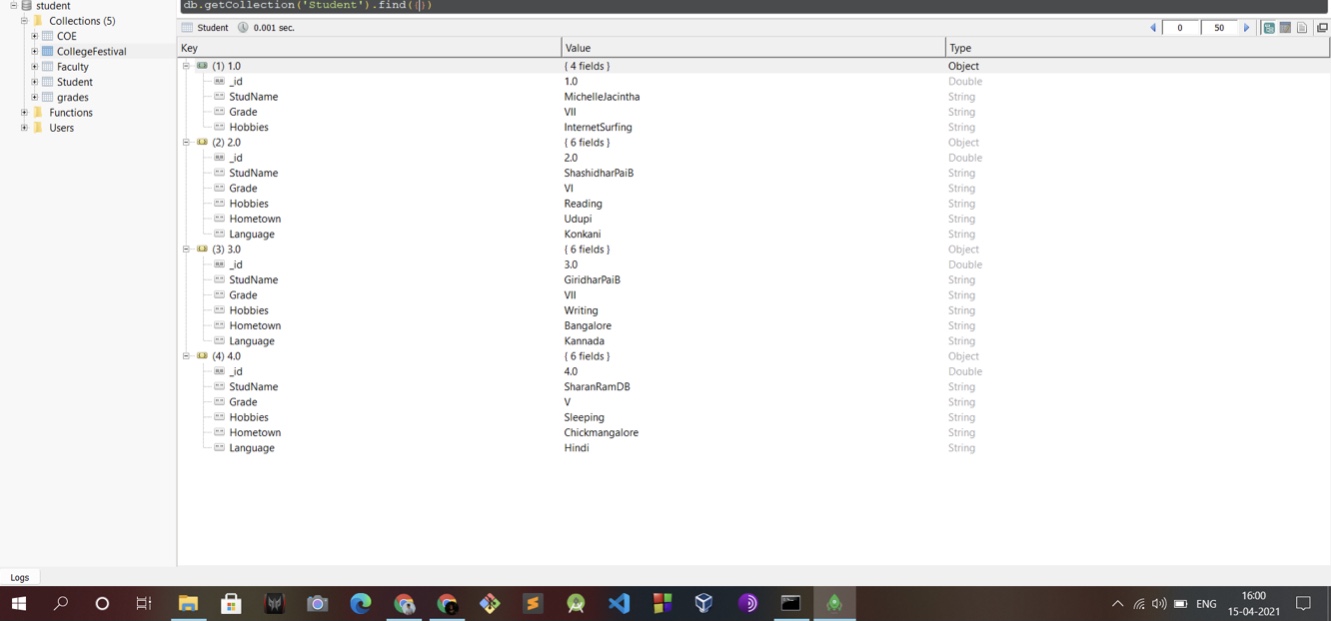 student
db.getCollection('Student').find({})
Collections (5)
COE
CollegeFestival
Faculty
Student
grades
Functions
Users
Student 0.001 sec.
0 50
Key Value Type
(1) 1.0 { 4 fields } Object
_id 1.0 Double
StudName MichelleJacintha String
Grade VII String
Hobbies InternetSurfing String
(2) 2.0 { 6 fields } Object
_id 2.0 Double
StudName ShashidharPaiB String
Grade VI String
Hobbies Reading String
Hometown Udupi String
Language Konkani String
(3) 3.0 { 6 fields } Object
_id 3.0 Double
StudName GiridharPaiB String
Grade VII String
Hobbies Writing String
Hometown Bangalore String
Language Kannada String
(4) 4.0 { 6 fields } Object
_id 4.0 Double
StudName SharanRamDB String
Grade V String
Hobbies Sleeping String
Hometown Chickmangalore String
Language Hindi String
Logs
ENG
16:00
15-04-2021